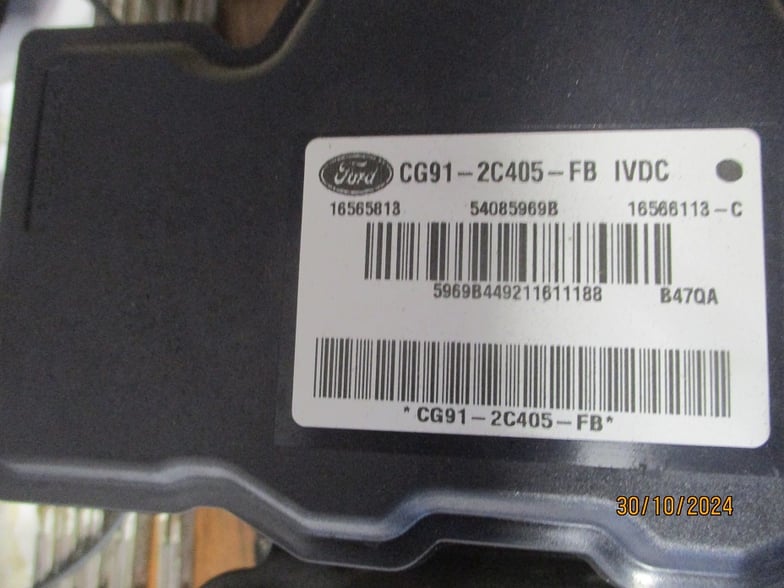 Ford CG91-2C405-FB IVDC
16565813 54085969B 16566113-C
5969B449211611188 B47QA
*CG91-2C405-FB*
30/10/2024